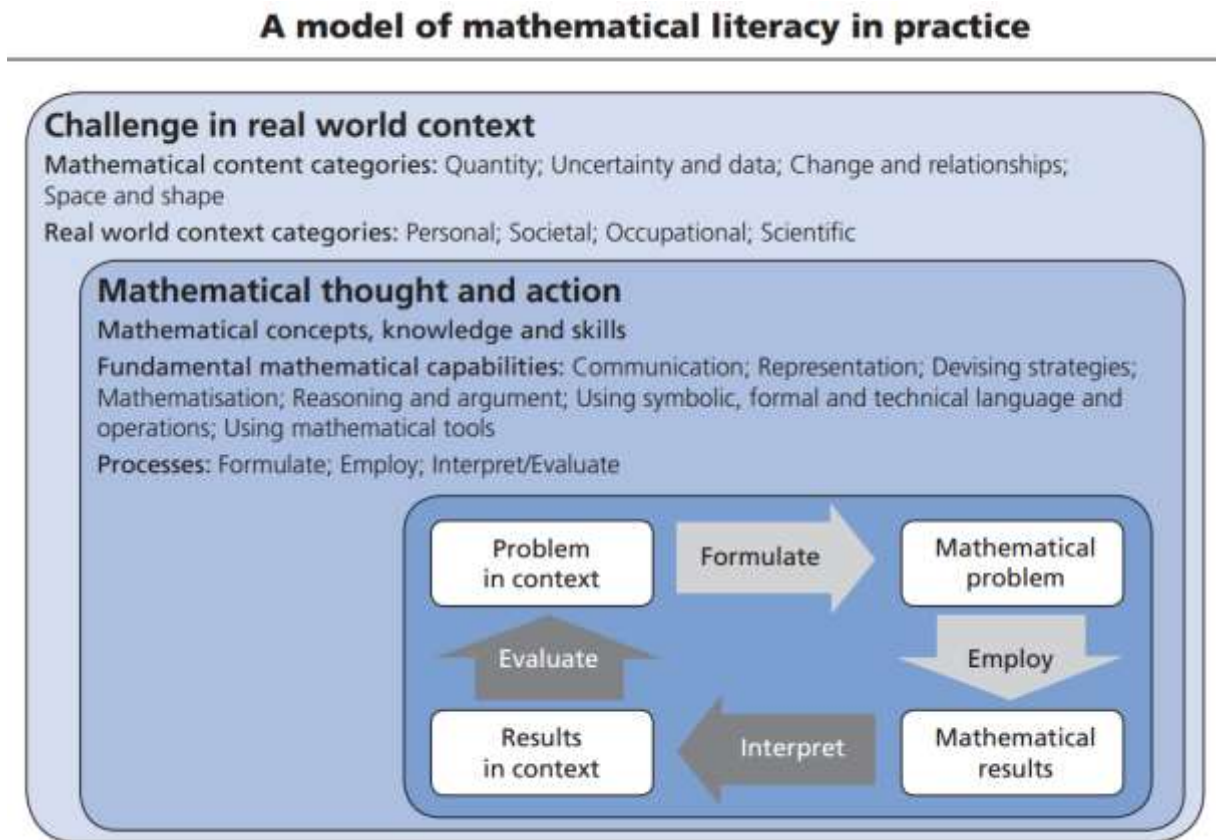 A model of mathematical literacy in practice
Challenge in real world context
Mathematical content categories: Quantity; Uncertainty and data; Change and relationships;
Space and shape
Real world context categories: Personal; Societal; Occupational; Scientific
Mathematical thought and action
Mathematical concepts, knowledge and skills
Fundamental mathematical capabilities: Communication; Representation; Devising strategies;
Mathematisation; Reasoning and argument; Using symbolic, formal and technical language and
operations; Using mathematical tools
Processes: Formulate; Employ; Interpret/Evaluate
Problem
in context
Formulate
Mathematical
problem
Evaluate
Employ
Results
in context
Interpret
Mathematical
results